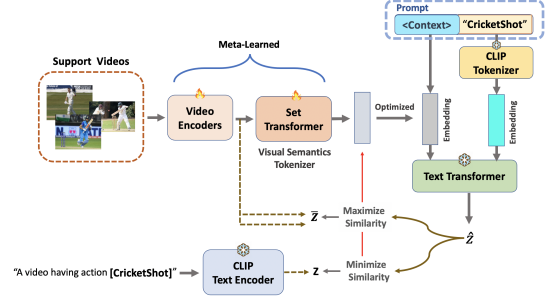 Prompt
<Context> "CricketShot"
Meta-Learned
Support Videos
CLIP
Tokenizer
Video
Encoders
Set
Transformer
Optimized
Embedding
Embedding
Visual Semantics
Tokenizer
Text Transformer
Z̅
Maximize
Similarity
Ẑ
"A video having action [CricketShot]"
CLIP
Text Encoder
Z
Minimize
Similarity